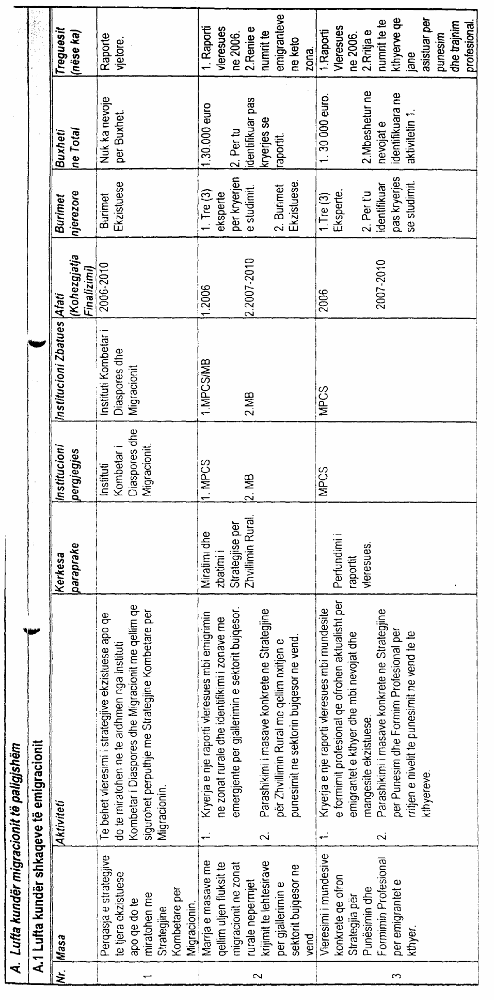 A. Lufta kundër migracionit të paligjshëm
A.1 Lufta kundër shkaqeve të emigracionit
Nr.
Masa
Aktiviteti
Kerkesa
paraprake
Institucioni
pergjegjes
Institucioni Zbatues
Afati
(Kohezgjatja
Finalizimi)
Burimet
njerezore
Buxheti
ne Total
Treguesit
(nëse ka)
1
Perqasja e strategjive
te tjera ekzistuese
apo qe do te
miratohen me
Strategjine
Kombetare per
Migracionin.
Te behet vleresimi i strategjive ekzistuese apo qe
do te miratohen ne te ardhmen nga Instituti
Kombetar i Diaspores dhe Migracionit me qellim qe
sigurohet perputhje me Strategjine Kombetare per
Migracionin.
Instituti
Kombetar i
Diaspores dhe
Migracionit.
Instituti Kombetar i
Diaspores dhe
Migracionit
2006-2010
Burimet
Ekzistuese
Nuk ka nevoje
per Buxhet.
Raporte
vjetore.
2
Marrja e masave me
qellim uljen fluksit te
migracionit ne zonat
rurale nepermjet
krijimit te lehtesirave
per gjallerimin e
sektorit bujqesor ne
vend.
1. Kryerja e nje raporti vleresues mbi emigrimin
ne zonat rurale dhe identifikimi i zonave me
emergjente per gjallerimin e sektorit bujqesor.
2. Parashikimi i masave konkrete ne Strategjine
për Zhvillimin Rural me qellim nxitjen e
punesimit ne sektorin bujqesor ne vend.
Miratimi dhe
zbatimi i
Strategjise per
Zhvillimin Rural.
1. MPCS
2. MB
1.MPCS/MB
2.MB
1.2006
2.2007-2010
1. Tre (3)
eksperte
per kryerjen
e studimit.
2. Burimet
Ekzistuese.
1.30.000 euro
2. Per tu
identifikuar pas
kryerjes se
raportit.
1. Raporti
vleresues
ne 2006.
2.Renie e
numrit te
emigranteve
ne keto
zona.
3
Vleresimi i mundesive
konkrete qe ofron
Strategjia për
Punësimin dhe
Formimin Profesional
per emigrantet e
kthyer.
1. Kryerja e nje raporti vleresues mbi mundesite
e formimit profesional qe ofrohen aktualisht per
emigrantet e kthyer dhe mbi nevojat dhe
mangesite ekzistuese.
2. Parashikimi i masave konkrete ne Strategjine
per Punesim dhe Formim Profesional per
rritjen e nivelit te punesimit ne vend te te
kthyereve.
Perfundimi i
raportit
vleresues.
MPCS
MPCS
2006
2007-2010
1.Tre (3)
Eksperte.
2. Per t'u
identifikuar
pas kryerjes
se studimit.
1. 30 000 euro.
2.Mbeshetur ne
nevojat e
identifikuara ne
aktivitetin 1.
1.Raporti
Vleresues
ne 2006.
2.Rritja e
numrit te te
kthyerve qe
jane
asistuar per
punesim
dhe trajnim
profesional.